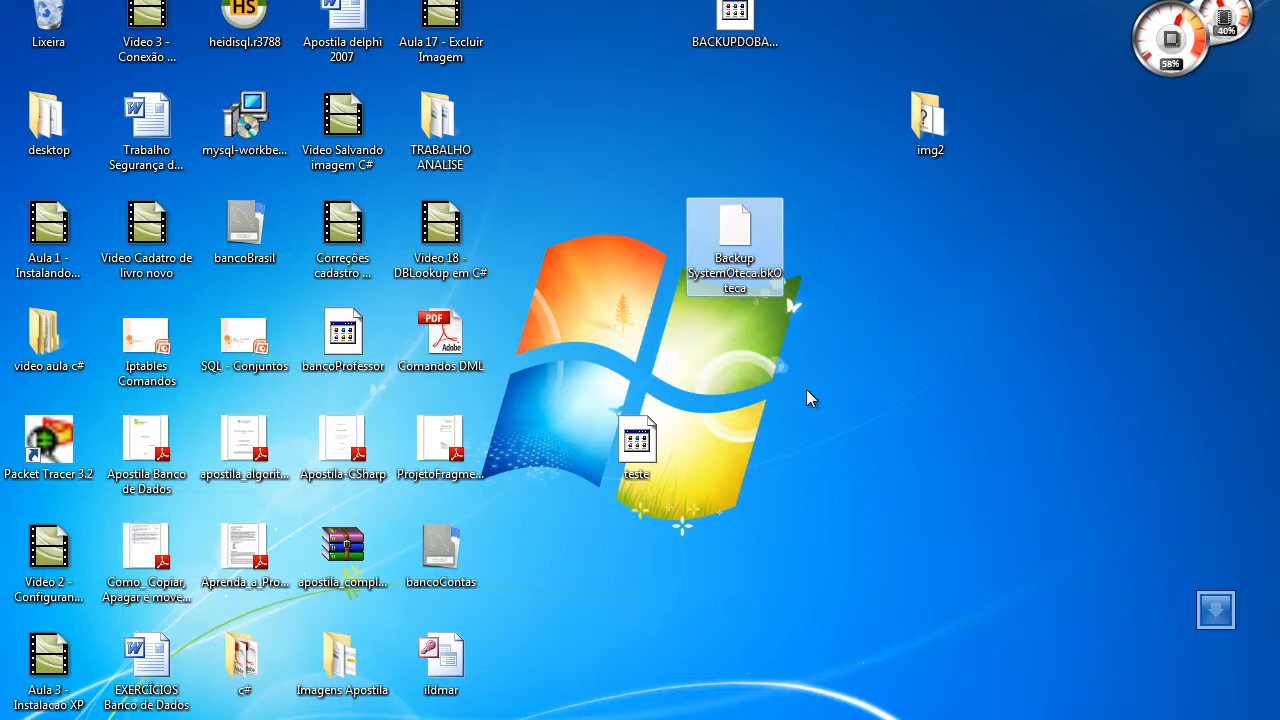 Lixeira
Video 3 -
Conexão ...
HS
heidisql.r3788
Apostila delphi
2007
Aula 17 - Excluir
Imagem
BACKUPDOBA...
40%
58%
desktop
Trabalho
Segurança d...
mysql-workbe...
Video Salvando
imagem C#
TRABALHO
ANALISE
img2
Aula 1 -
Instalando...
Video Cadatro de
livro novo
bancoBrasil
Correções
cadastro ...
Video 18 -
DBLookup em C#
Backup
SystemOteca.bkO
teca
video aula c#
Iptables
Comandos
SQL - Conjuntos
bancoProfessor
PDF
Adobe
Comandos DML
Packet Tracer 3.2
Apostila Banco
de Dados
apostila_algorit...
Apostila-CSharp
ProjetoFragme...
teste
Video 2 -
Configuran...
Como_ Copiar,
Apagar e move...
Aprenda_a_Pro...
apostila_compl...
bancoContas
Aula 3 -
Instalacao XP
EXERCICIOS
Banco de Dados
c#
Imagens Apostila
ildmar